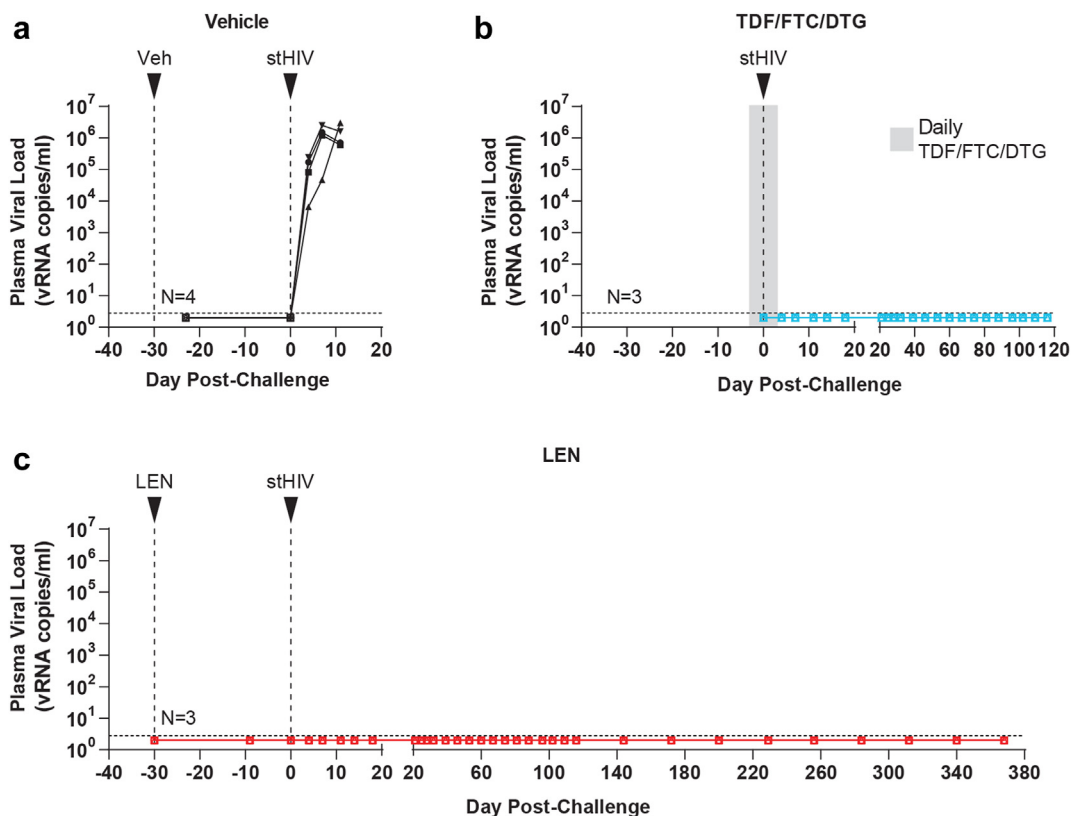 a
Vehicle
Veh
stHIV
Plasma Viral Load
(vRNA copies/ml)
10⁷
10⁶
10⁵
10⁴
10³
10²
10¹
10⁰
N=4
-40 -30 -20 -10 0 10 20
Day Post-Challenge
b
TDF/FTC/DTG
stHIV
Plasma Viral Load
(vRNA copies/ml)
10⁷
10⁶
10⁵
10⁴
10³
10²
10¹
10⁰
Daily
TDF/FTC/DTG
N=3
-40 -30 -20 -10 0 10 20 20 40 60 80 100 120
Day Post-Challenge
c
LEN
LEN
stHIV
Plasma Viral Load
(vRNA copies/ml)
10⁷
10⁶
10⁵
10⁴
10³
10²
10¹
10⁰
N=3
-40 -30 -20 -10 0 10 20 20 60 100 140 180 220 260 300 340 380
Day Post-Challenge